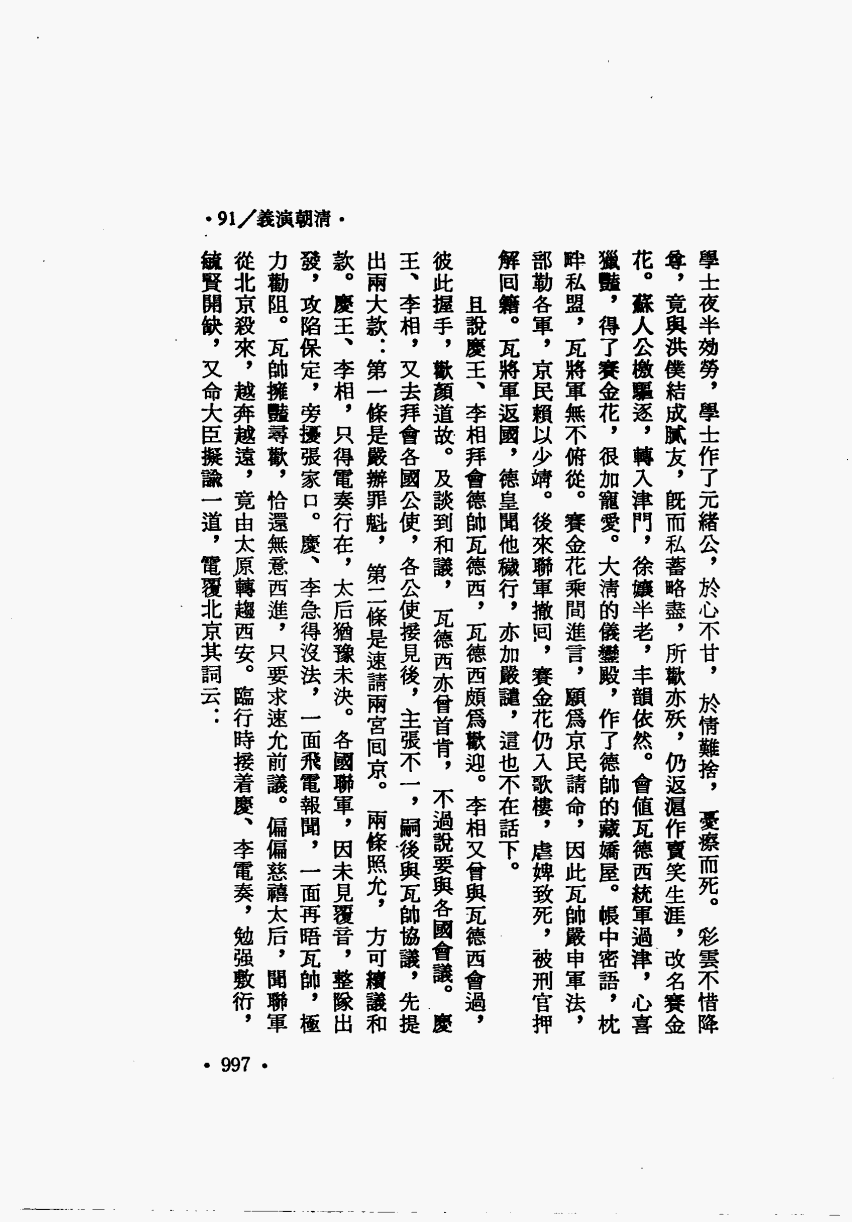 •91／義演朝清•
學士夜半効勞，學士作了元緒公，於心不甘，於情難捨，憂瘵而死。彩雲不惜降
尊，竟與洪僕結成膩友，旣而私蓄略盡，所歡亦殀，仍返滬作賣笑生涯，改名賽金
花。蘇人公檄驅逐，轉入津門，徐孃半老，丰韻依然。會値瓦德西統軍過津，心喜
獵豔，得了賽金花，很加寵愛。大清的儀鸞殿，作了德帥的藏嬌屋。帳中密語，枕
畔私盟，瓦將軍無不俯從。賽金花乘間進言，願爲京民請命，因此瓦帥嚴申軍法，
部勒各軍，京民賴以少靖。後來聯軍撤回，賽金花仍入歌樓，虐婢致死，被刑官押
解回籍。瓦將軍返國，德皇聞他穢行，亦加嚴譴，這也不在話下。
且說慶王、李相拜會德帥瓦德西，瓦德西頗爲歡迎。李相又曾與瓦德西會過，
彼此握手，歡顏道故。及談到和議，瓦德西亦曾首肯，不過說要與各國會議。慶
王、李相，又去拜會各國公使，各公使接見後，主張不一，嗣後與瓦帥協議，先提
出兩大款：第一條是嚴辦罪魁，第二條是速請兩宮回京。兩條照允，方可續議和
款。慶王、李相，只得電奏行在，太后猶豫未決。各國聯軍，因未見覆音，整隊出
發，攻陷保定，旁擾張家口。慶、李急得沒法，一面飛電報聞，一面再晤瓦帥，極
力勸阻。瓦帥擁豔尋歡，恰還無意西進，只要求速允前議。偏偏慈禧太后，聞聯軍
從北京殺來，越奔越遠，竟由太原轉趨西安。臨行時接着慶、李電奏，勉强敷衍，
毓賢開缺，又命大臣擬諭一道，電覆北京其詞云：
•997•